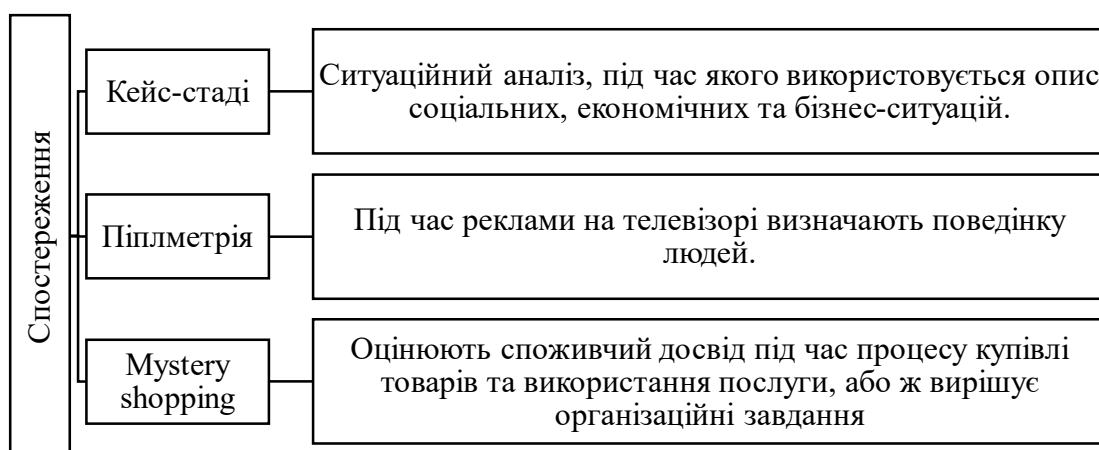 Спостереження
Кейс-стаді
Ситуаційний аналіз, під час якого використовується опис
соціальних, економічних та бізнес-ситуацій.
Піплметрія
Під час реклами на телевізорі визначають поведінку
людей.
Mystery
shopping
Оцінюють споживчий досвід під час процесу купівлі
товарів та використання послуги, або ж вирішує
організаційні завдання